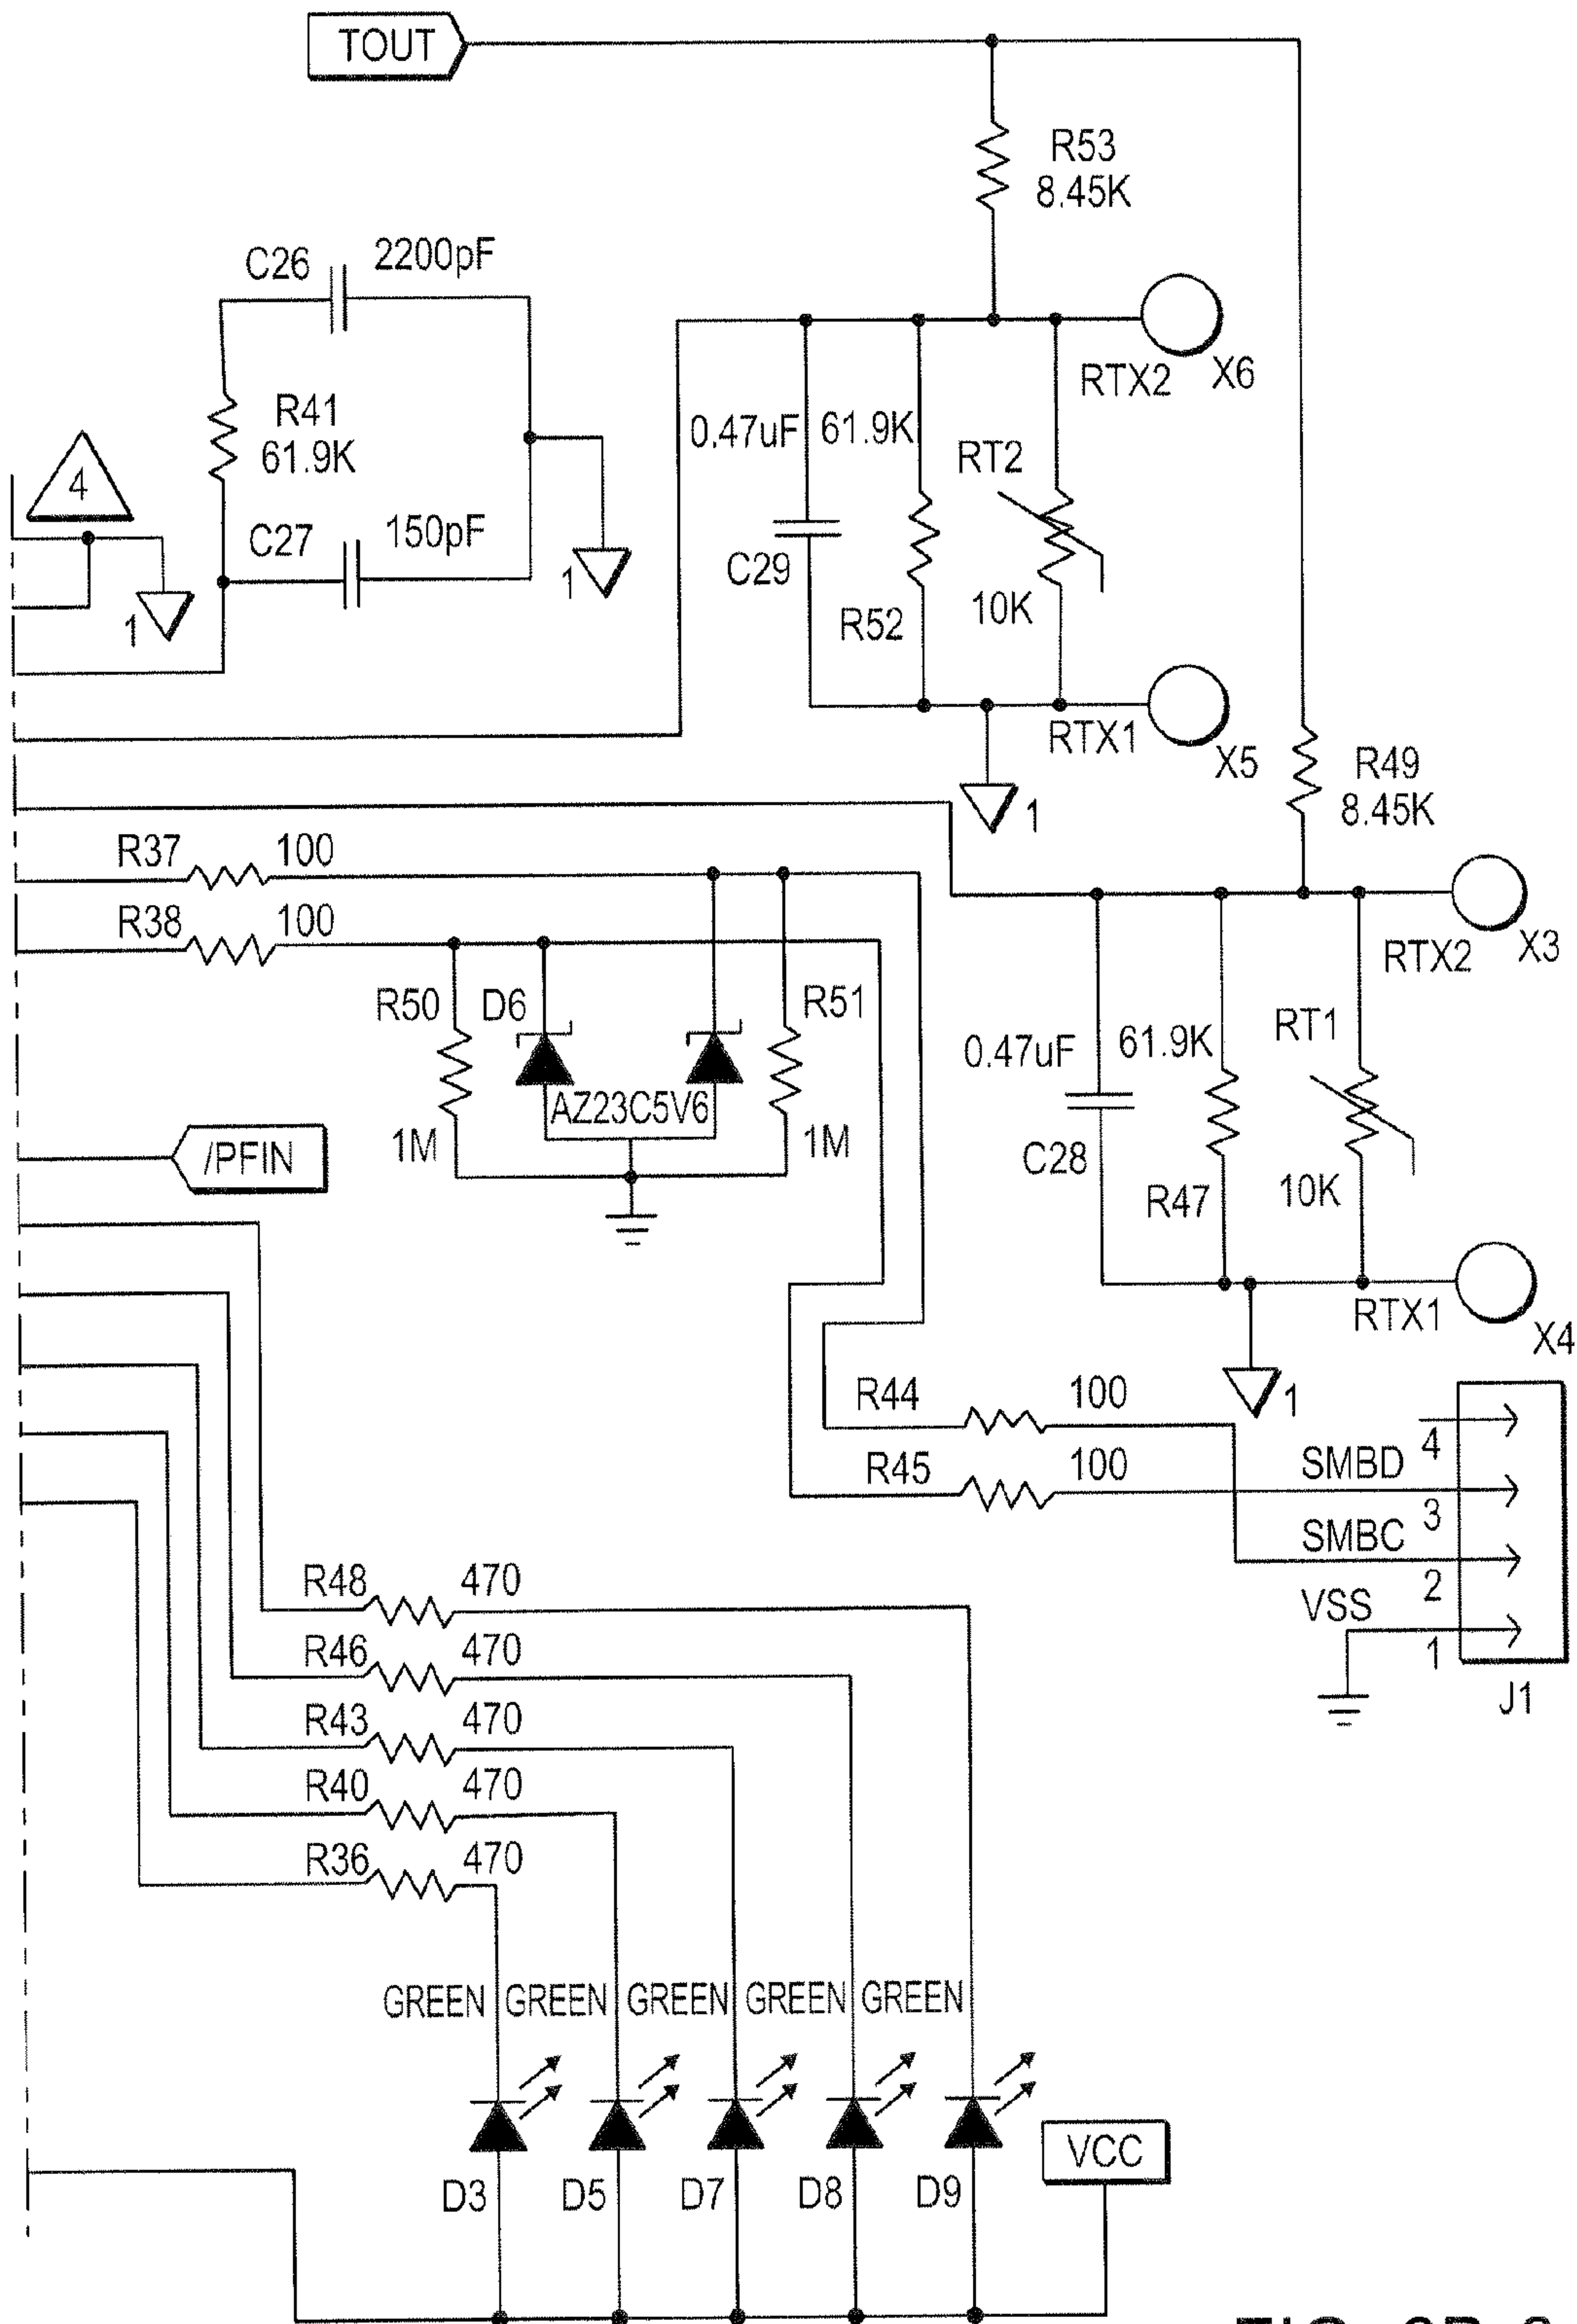 TOUT
R53
8.45K
C26
2200pF
R41
61.9K
X6
RTX2
0.47uF
61.9K
RT2
4
C27
150pF
C29
10K
R52
1
1
RTX1
X5
R49
8.45K
1
R37
100
R38
100
RTX2
X3
R50
D6
R51
RT1
0.47uF
61.9K
AZ23C5V6
1M
1M
/PFIN
C28
R47
10K
RTX1
X4
R44
100
1
4
R45
100
SMBD
3
SMBC
2
VSS
1
J1
R48
470
R46
470
R43
470
R40
470
R36
470
GREEN
GREEN
GREEN
GREEN
GREEN
VCC
D3
D5
D7
D8
D9